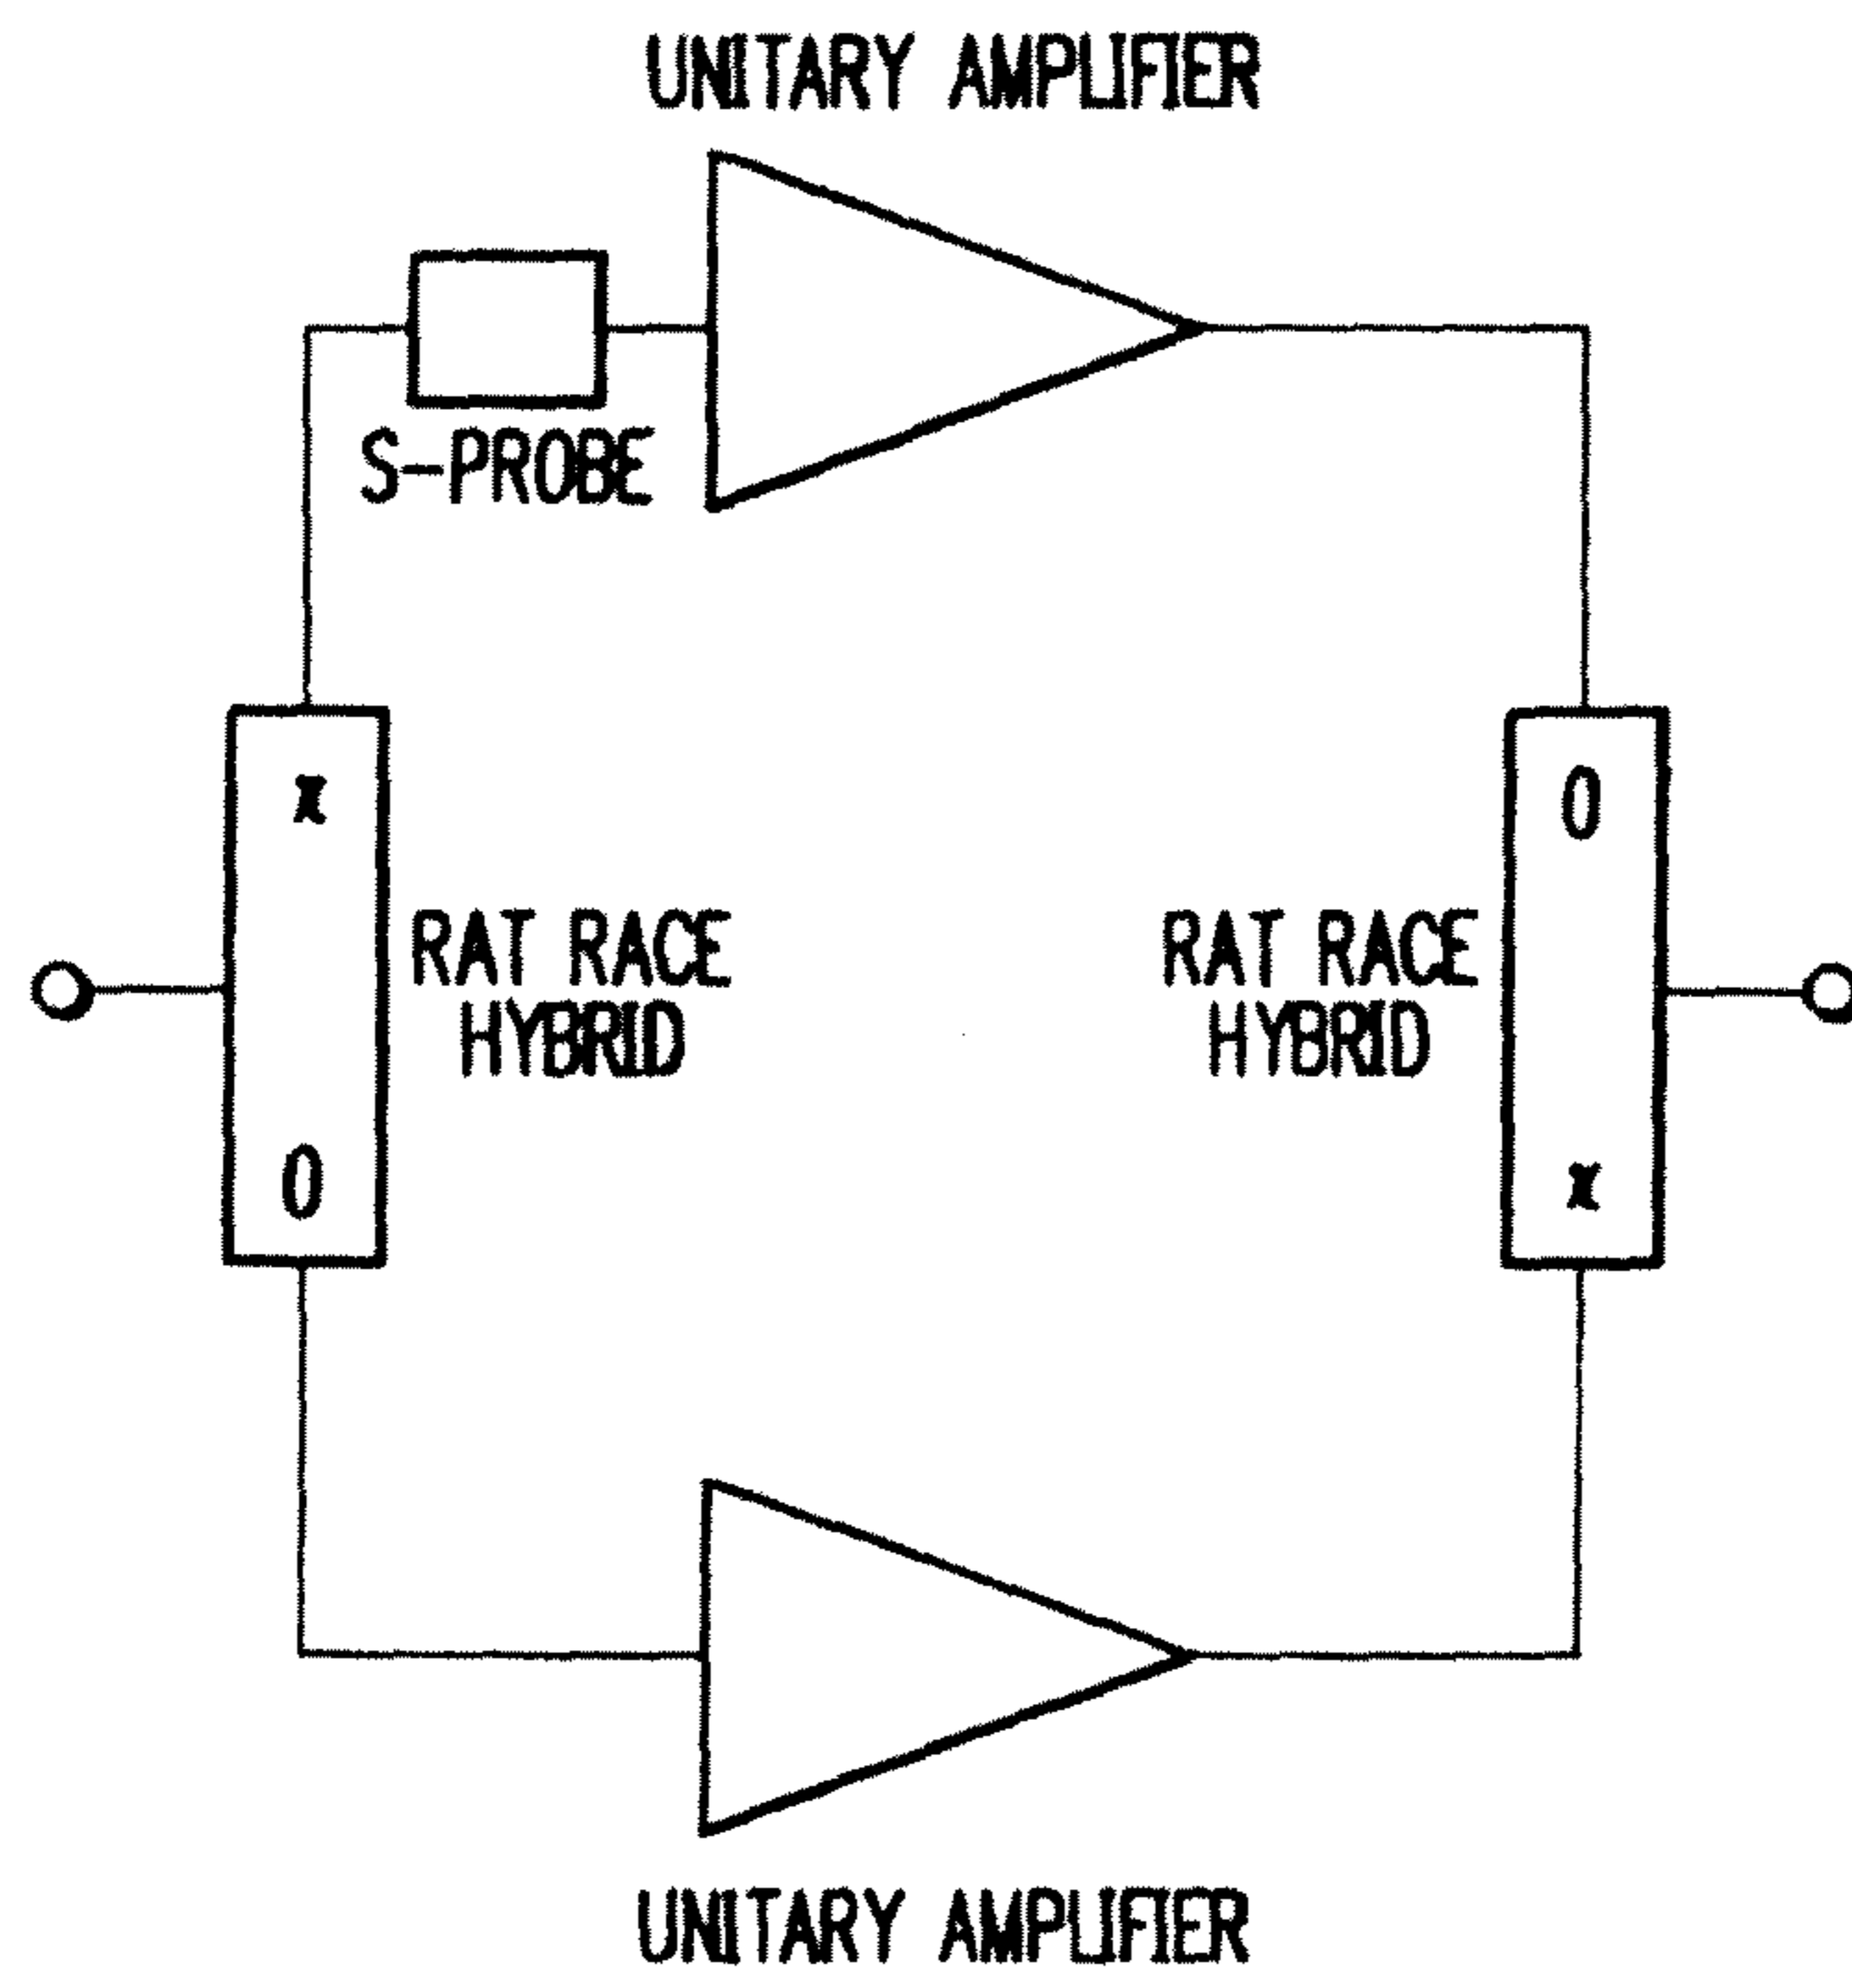 UNITARY AMPLIFIER
S-PROBE
π
0
RAT RACE
HYBRID
RAT RACE
HYBRID
0
π
UNITARY AMPLIFIER